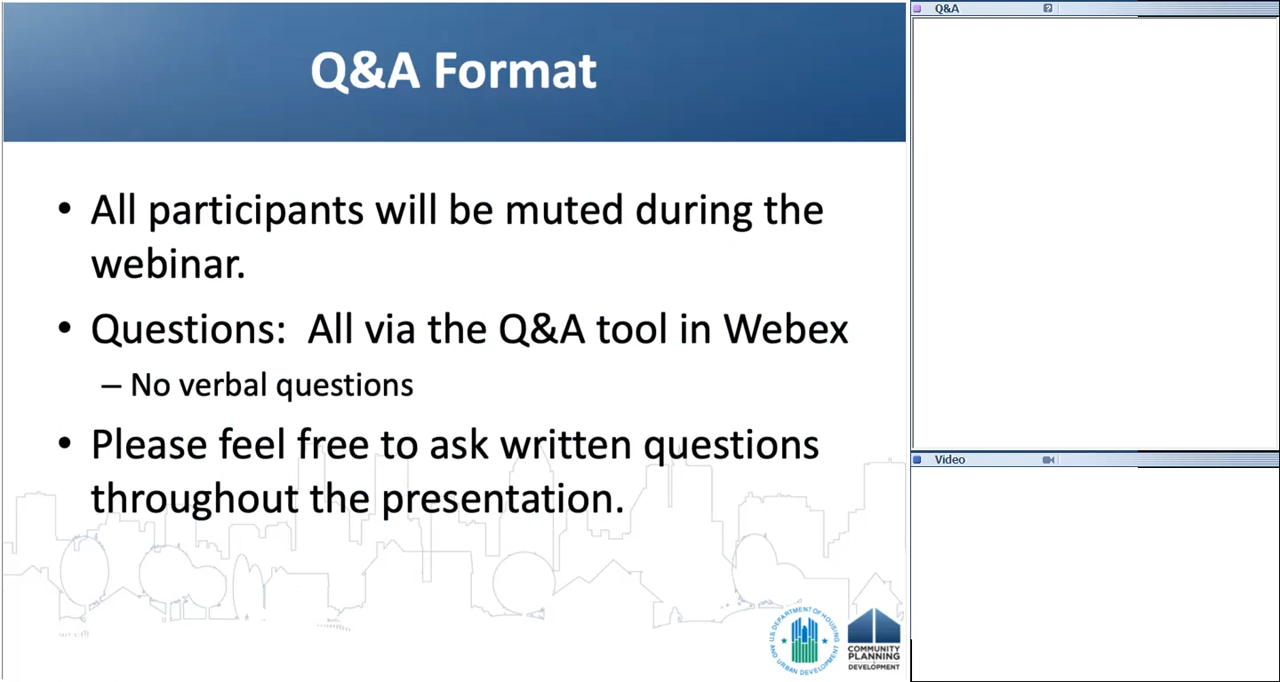 Q&A Format
• All participants will be muted during the
webinar.
• Questions:  All via the Q&A tool in Webex
– No verbal questions
• Please feel free to ask written questions
throughout the presentation.
U.S. DEPARTMENT OF HOUSING
AND URBAN DEVELOPMENT
COMMUNITY
PLANNING
DEVELOPMENT
Q&A
?
Video